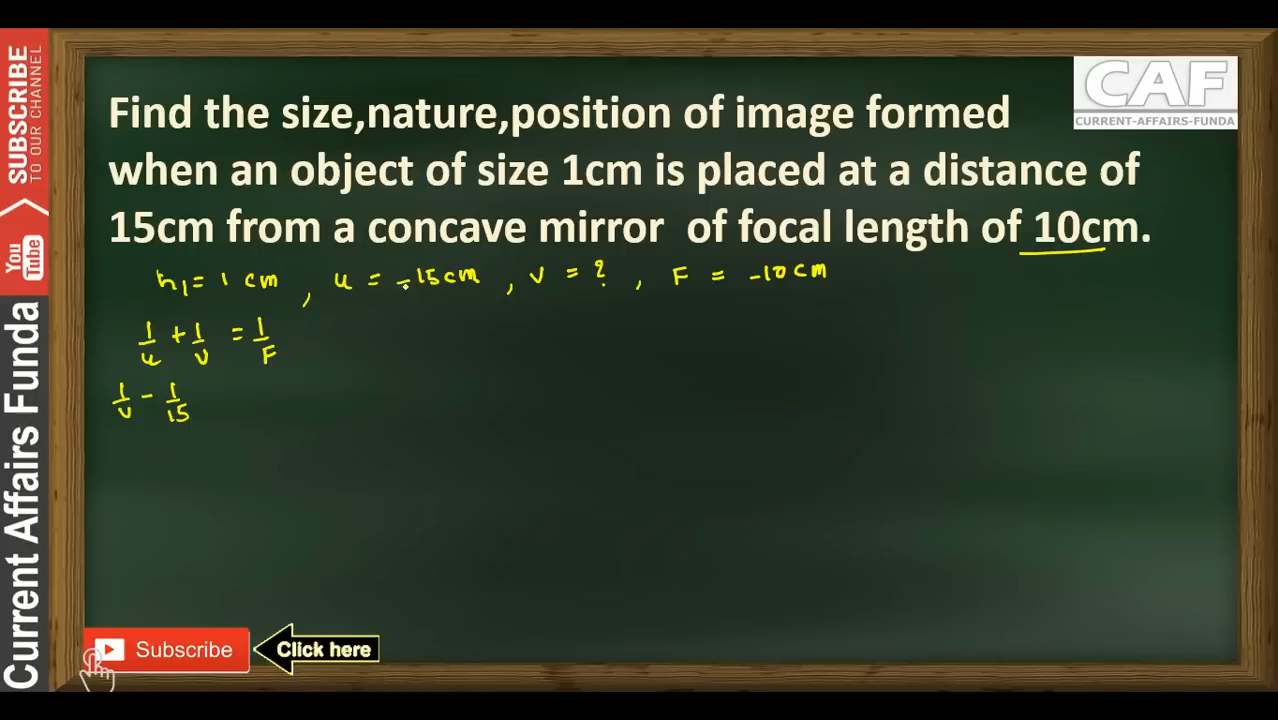 SUBSCRIBE
TO OUR CHANNEL
You
Tube
Current Affairs Funda
CAF
CURRENT-AFFAIRS-FUNDA
Find the size,nature,position of image formed
when an object of size 1cm is placed at a distance of
15cm from a concave mirror of focal length of 10cm.
h₁ = 1 cm , u = -15cm , v = ? , F = -10cm
1/u + 1/v = 1/F
1/v - 1/15
Subscribe
Click here